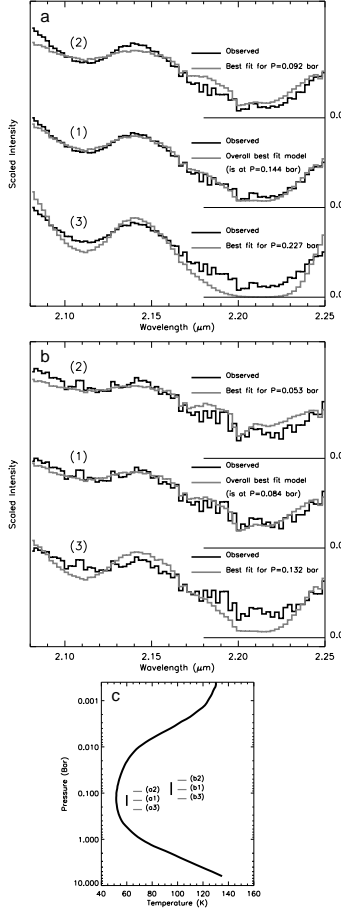 a
(2)
Observed
Best fit for P=0.092 bar
0.0
(1)
Observed
Overall best fit model
(is at P=0.144 bar)
0.0
(3)
Observed
Best fit for P=0.227 bar
0.0
Scaled Intensity
2.10 2.15 2.20 2.25
Wavelength (μm)
b
(2)
Observed
Best fit for P=0.053 bar
0.0
(1)
Observed
Overall best fit model
(is at P=0.084 bar)
0.0
(3)
Observed
Best fit for P=0.132 bar
0.0
Scaled Intensity
2.10 2.15 2.20 2.25
Wavelength (μm)
c
0.001
0.010
0.100
1.000
10.000
Pressure (Bar)
(a2)
(a1)
(a3)
(b2)
(b1)
(b3)
40 60 80 100 120 140 160
Temperature (K)